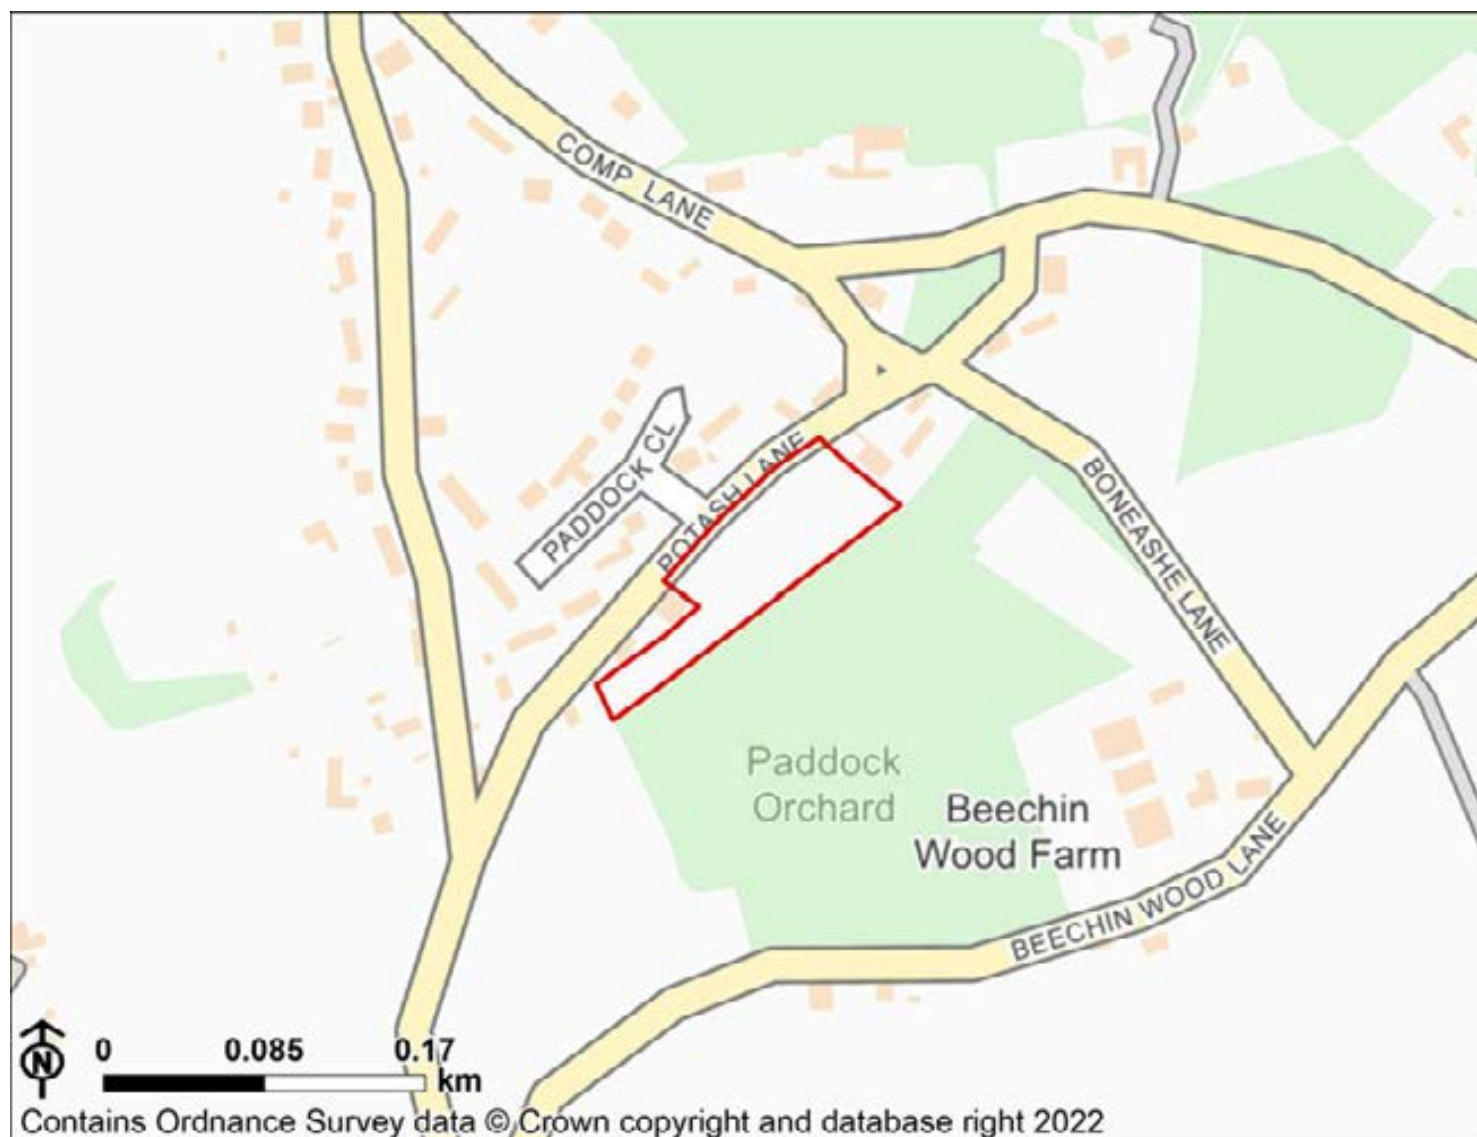 COMP LANE
PADDOCK CL
POTASH LANE
BONEASHE LANE
Paddock
Orchard
Beechin
Wood Farm
BEECHIN WOOD LANE
N
0 0.085 0.17
km
Contains Ordnance Survey data © Crown copyright and database right 2022